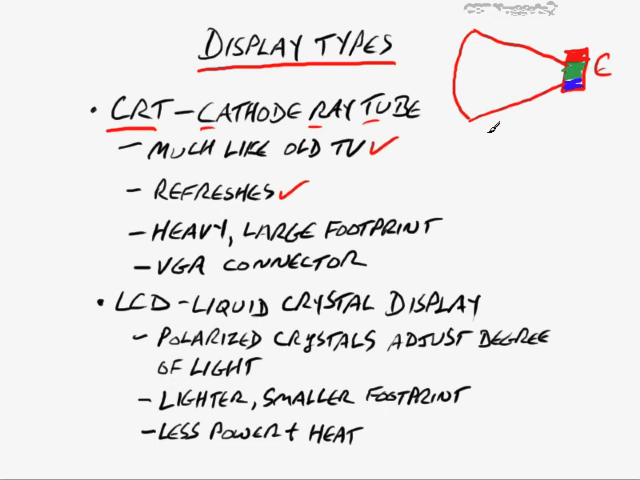 DISPLAY TYPES
E
• CRT - CATHODE RAY TUBE
- MUCH LIKE OLD TV ✓
- REFRESHES ✓
- HEAVY, LARGE FOOTPRINT
- VGA CONNECTOR
• LCD - LIQUID CRYSTAL DISPLAY
- POLARIZED CRYSTALS ADJUST DEGREE
OF LIGHT
- LIGHTER, SMALLER FOOTPRINT
- LESS POWER + HEAT